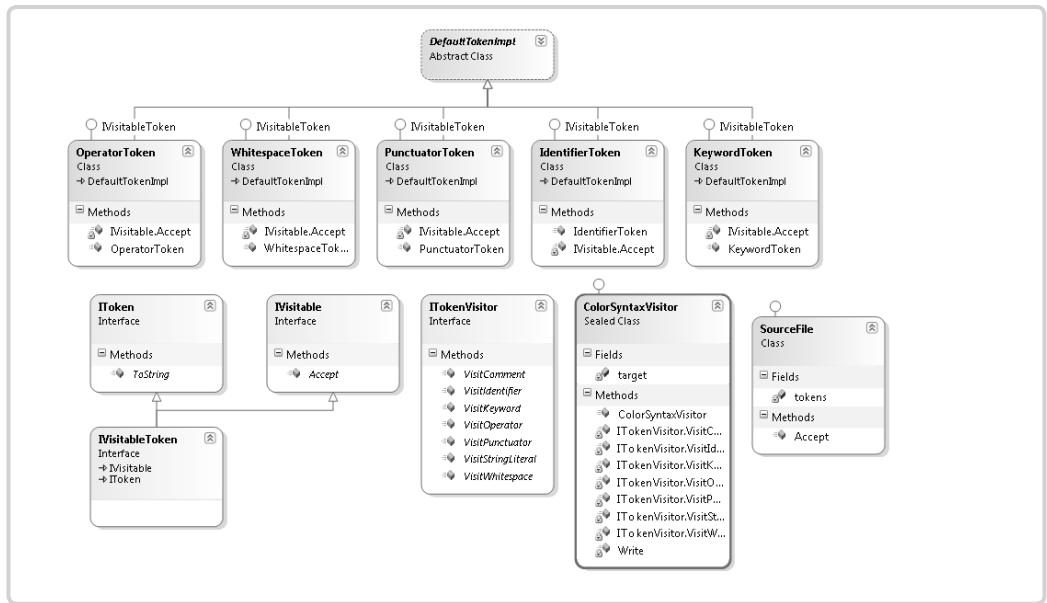 DefaultTokenImpl
Abstract Class
IVisitableToken
IVisitableToken
IVisitableToken
IVisitableToken
IVisitableToken
OperatorToken
Class
DefaultTokenImpl
Methods
IVisitable.Accept
OperatorToken
WhitespaceToken
Class
DefaultTokenImpl
Methods
IVisitable.Accept
WhitespaceTok...
PunctuatorToken
Class
DefaultTokenImpl
Methods
IVisitable.Accept
PunctuatorToken
IdentifierToken
Class
DefaultTokenImpl
Methods
IdentifierToken
IVisitable.Accept
KeywordToken
Class
DefaultTokenImpl
Methods
IVisitable.Accept
KeywordToken
IToken
Interface
Methods
ToString
IVisitable
Interface
Methods
Accept
ITokenVisitor
Interface
Methods
VisitComment
VisitIdentifier
VisitKeyword
VisitOperator
VisitPunctuator
VisitStringLiteral
VisitWhitespace
ColorSyntaxVisitor
Sealed Class
Fields
target
Methods
ColorSyntaxVisitor
ITokenVisitor.VisitC...
ITokenVisitor.VisitId...
ITokenVisitor.VisitK...
ITokenVisitor.VisitO...
ITokenVisitor.VisitP...
ITokenVisitor.VisitSt...
ITokenVisitor.VisitW...
Write
SourceFile
Class
Fields
tokens
Methods
Accept
IVisitableToken
Interface
IVisitable
IToken